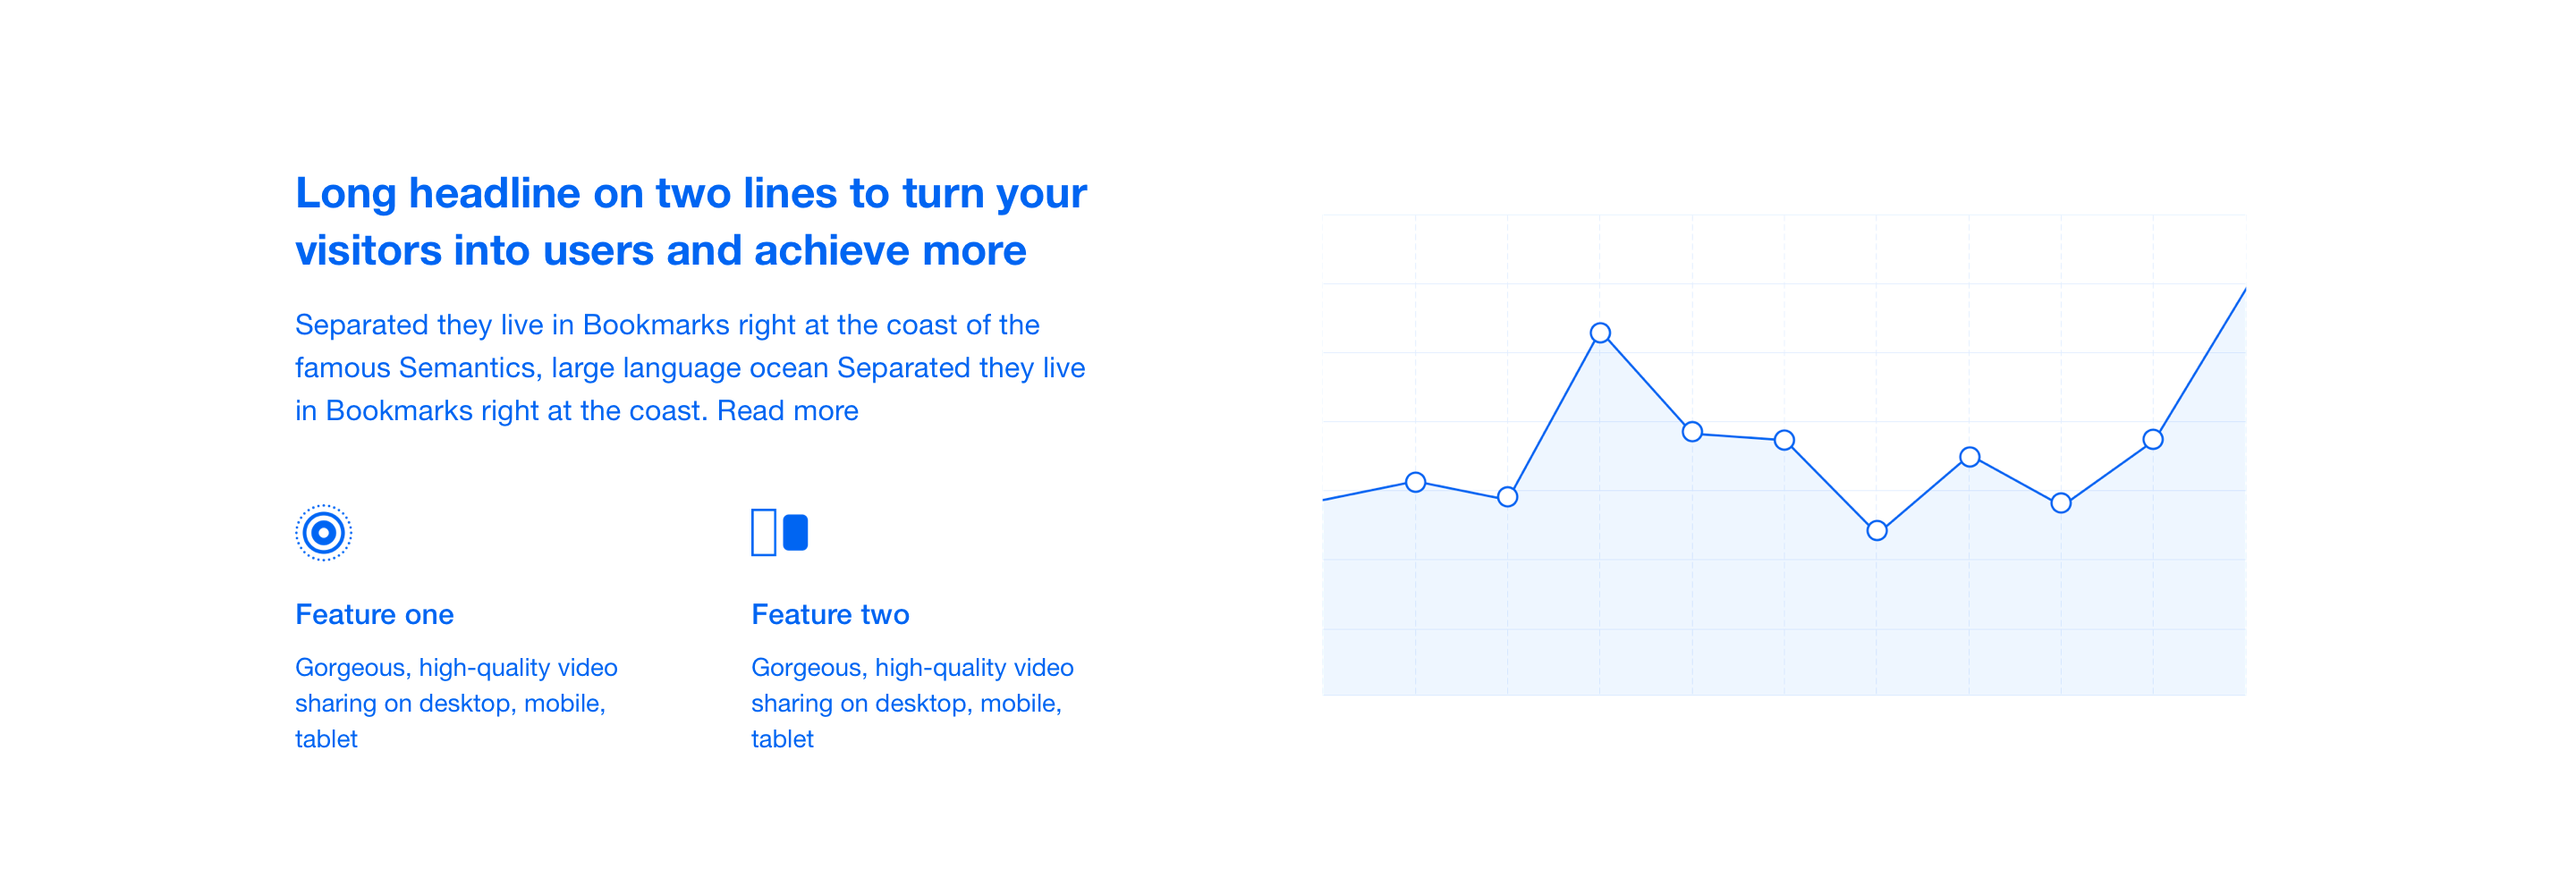 Long headline on two lines to turn your
visitors into users and achieve more
Separated they live in Bookmarks right at the coast of the
famous Semantics, large language ocean Separated they live
in Bookmarks right at the coast. Read more
Feature one
Gorgeous, high-quality video
sharing on desktop, mobile,
tablet
Feature two
Gorgeous, high-quality video
sharing on desktop, mobile,
tablet